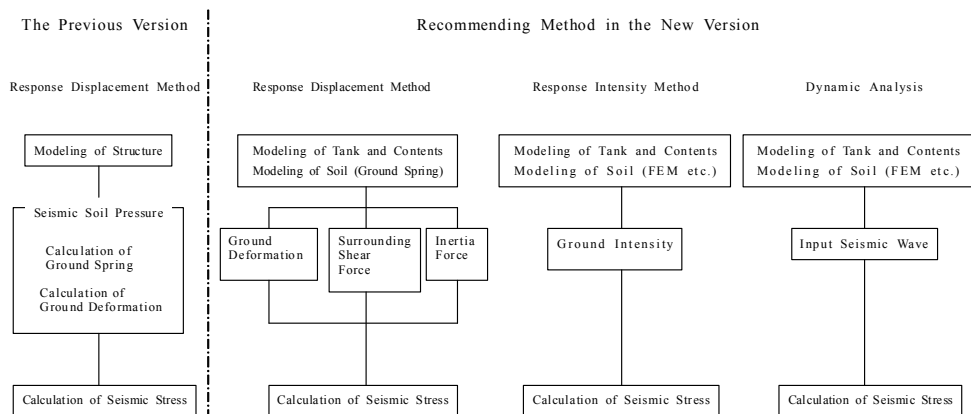 The Previous Version
Recommending Method in the New Version
Response Displacement Method
Modeling of Structure
Seismic Soil Pressure
Calculation of
Ground Spring
Calculation of
Ground Deformation
Calculation of Seismic Stress
Response Displacement Method
Modeling of Tank and Contents
Modeling of Soil (Ground Spring)
Ground
Deformation
Surrounding
Shear
Force
Inertia
Force
Calculation of Seismic Stress
Response Intensity Method
Modeling of Tank and Contents
Modeling of Soil (FEM etc.)
Ground Intensity
Calculation of Seismic Stress
Dynamic Analysis
Modeling of Tank and Contents
Modeling of Soil (FEM etc.)
Input Seismic Wave
Calculation of Seismic Stress